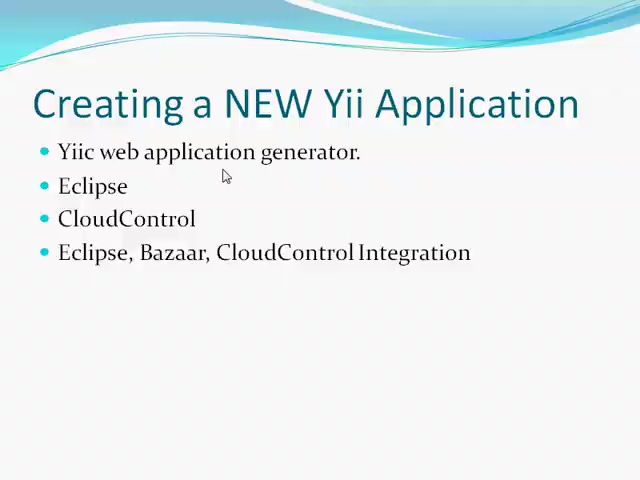 Creating a NEW Yii Application
Yiic web application generator.
Eclipse
CloudControl
Eclipse, Bazaar, CloudControl Integration